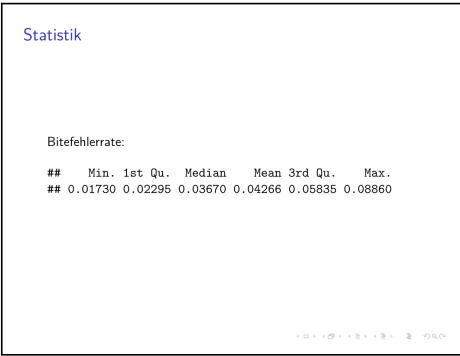 Statistik
Bitefehlerrate:
## Min. 1st Qu. Median Mean 3rd Qu. Max.
## 0.01730 0.02295 0.03670 0.04266 0.05835 0.08860